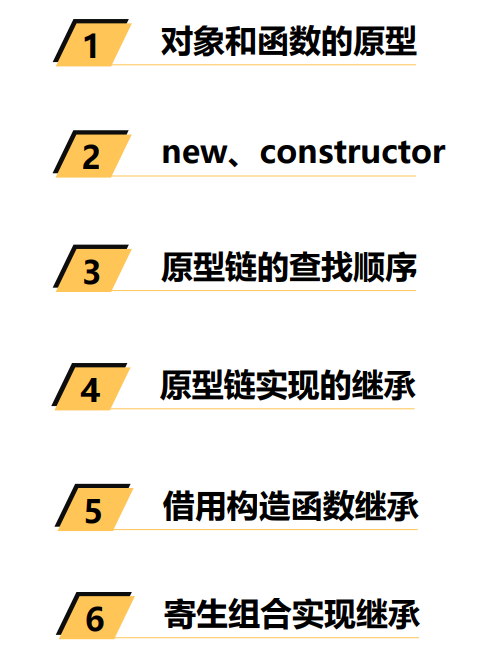 1 对象和函数的原型
2 new、constructor
3 原型链的查找顺序
4 原型链实现的继承
5 借用构造函数继承
6 寄生组合实现继承